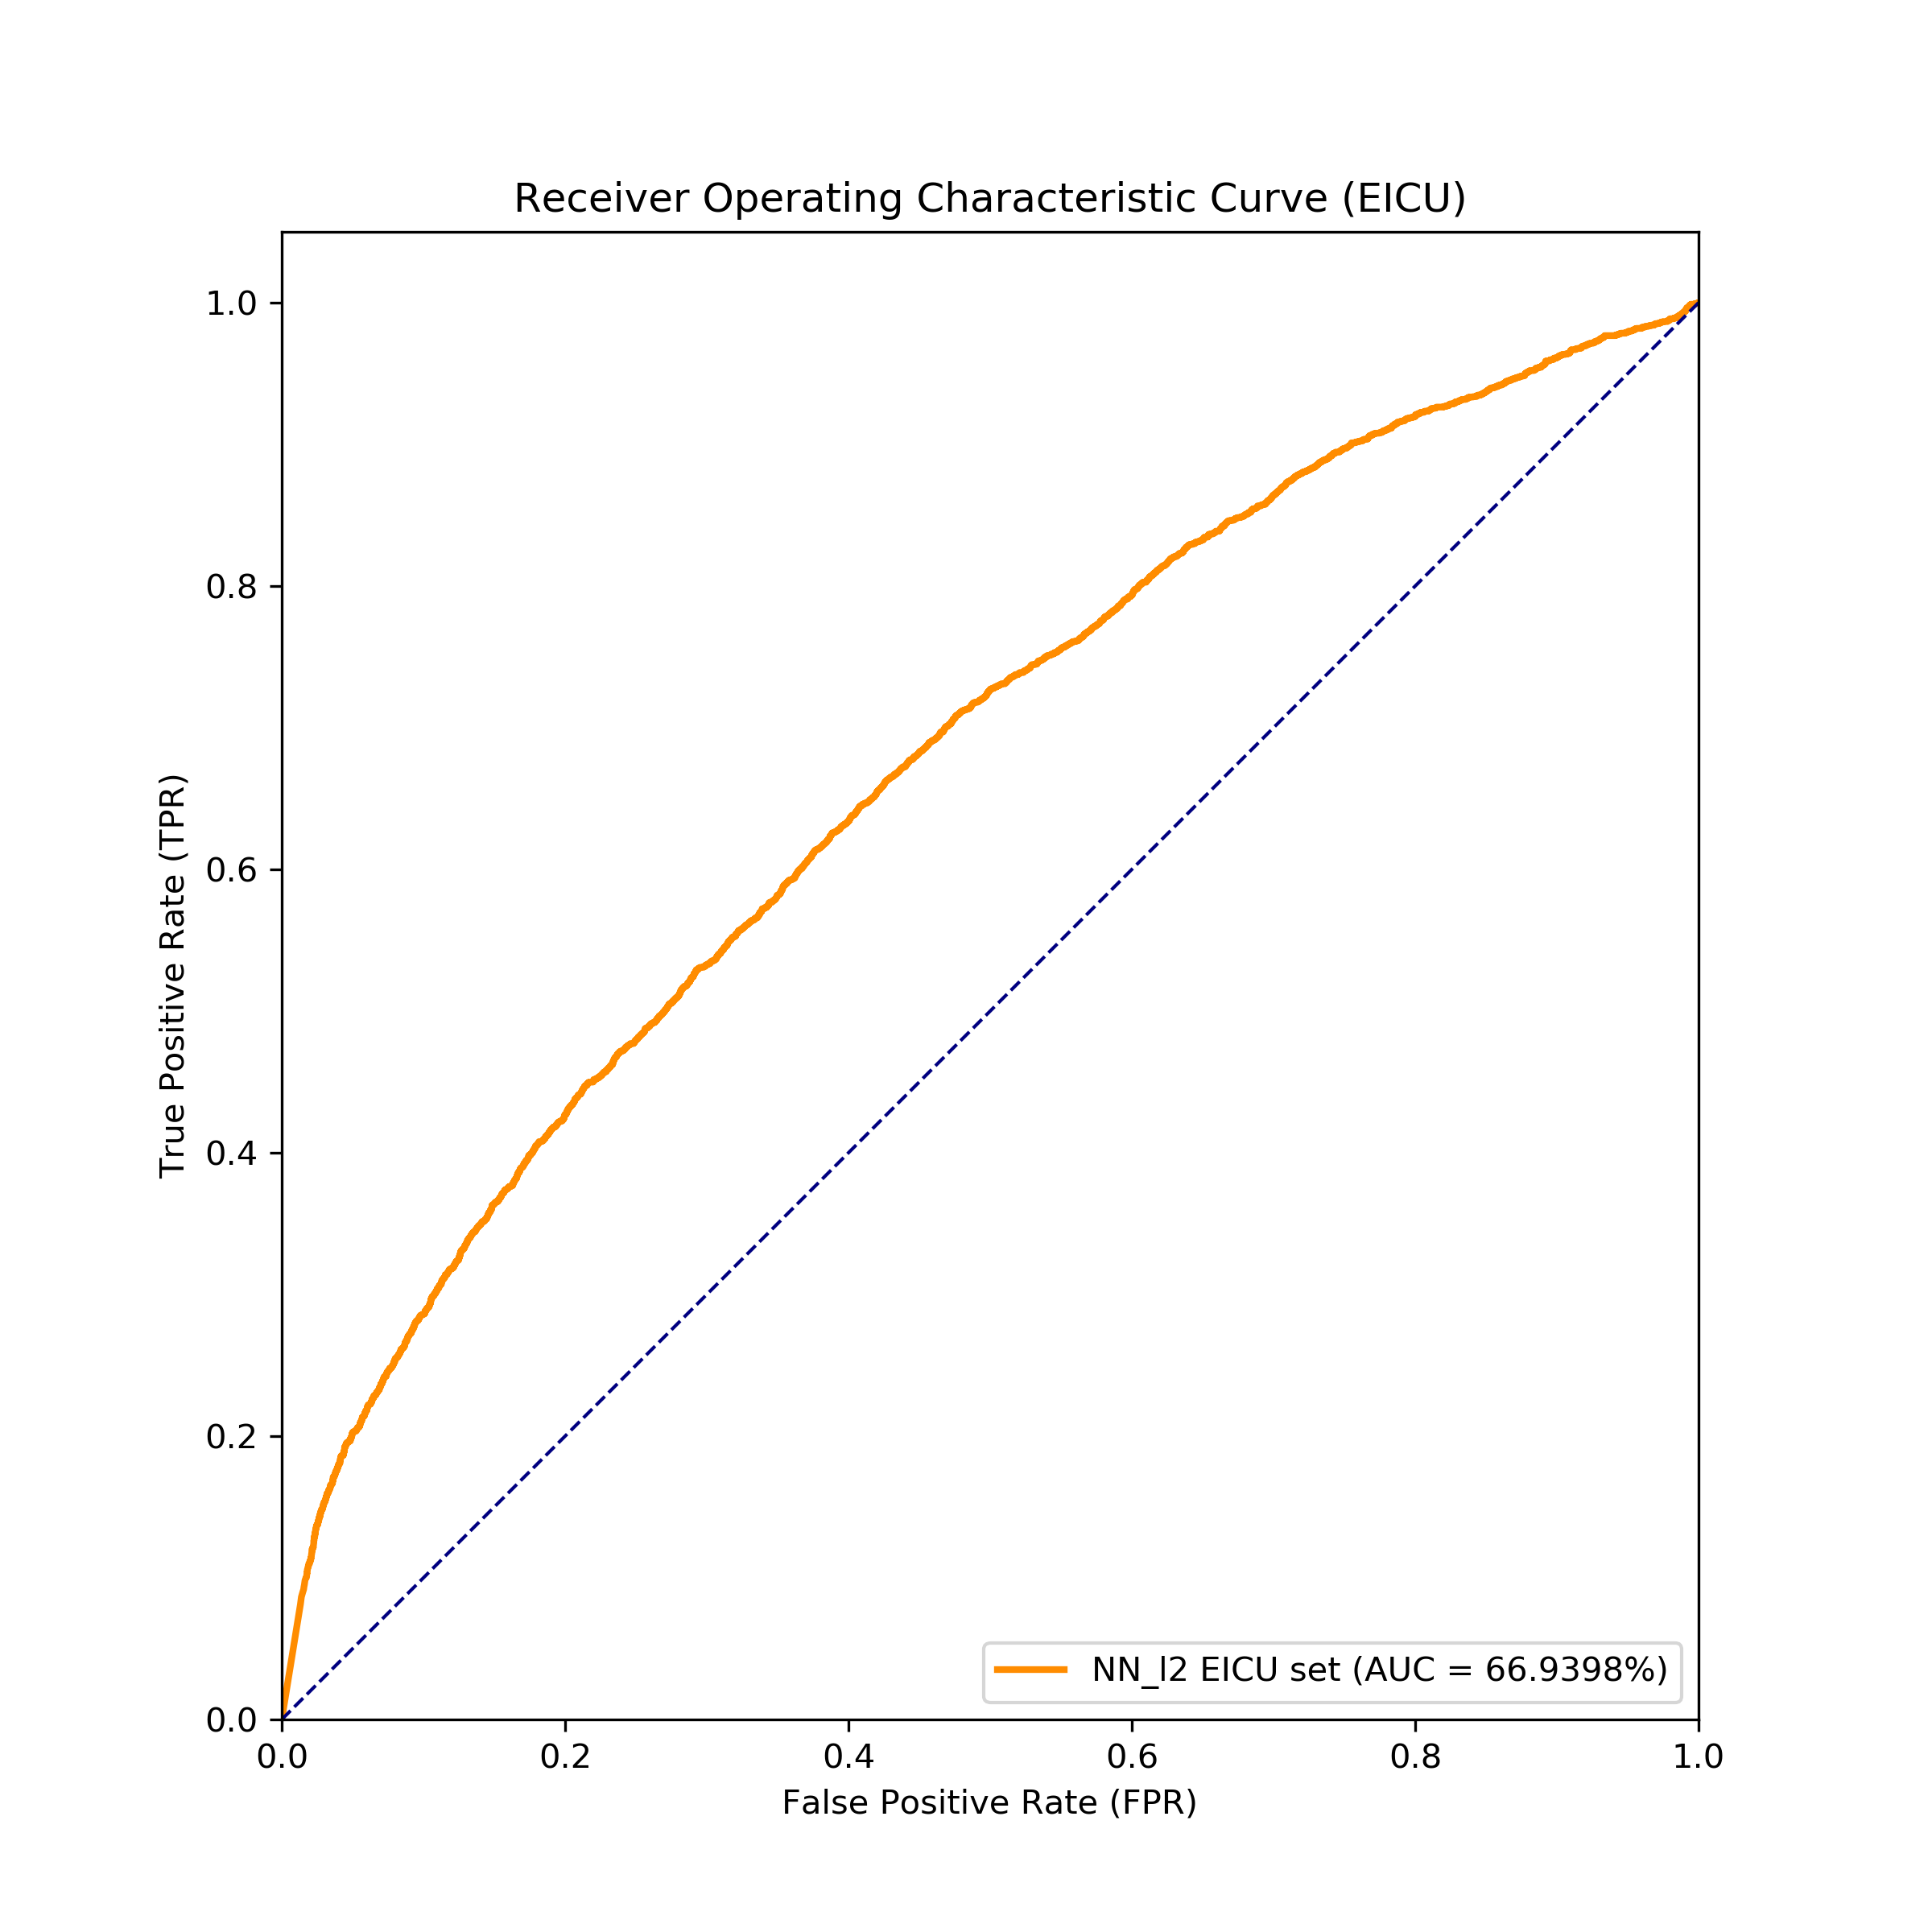 Receiver Operating Characteristic Curve (EICU)
1.0
0.8
0.6
0.4
0.2
0.0
True Positive Rate (TPR)
NN_l2 EICU set (AUC = 66.9398%)
0.0 0.2 0.4 0.6 0.8 1.0
False Positive Rate (FPR)